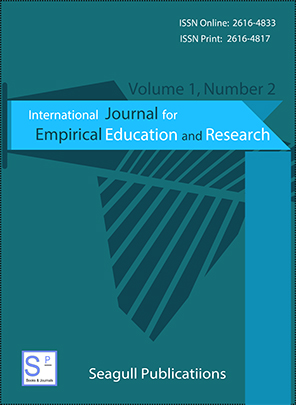 ISSN Online: 2616-4833
ISSN Print: 2616-4817
Volume 1, Number 2
International Journal for
Empirical Education and Research
S P
Books & Journals
Seagull Publicatiions